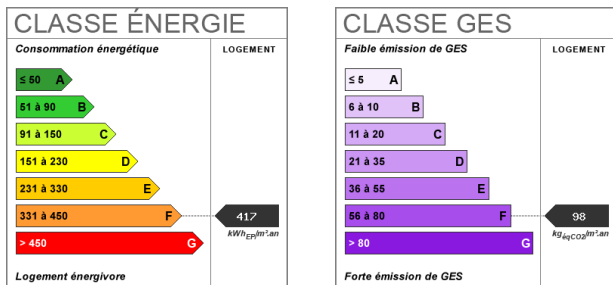 CLASSE ÉNERGIE
Consommation énergétique
LOGEMENT
≤ 50 A
51 à 90 B
91 à 150 C
151 à 230 D
231 à 330 E
331 à 450 F
417
kWhEP/m².an
> 450 G
Logement énergivore
CLASSE GES
Faible émission de GES
LOGEMENT
≤ 5 A
6 à 10 B
11 à 20 C
21 à 35 D
36 à 55 E
56 à 80 F
98
kgéqCO2/m².an
> 80 G
Forte émission de GES